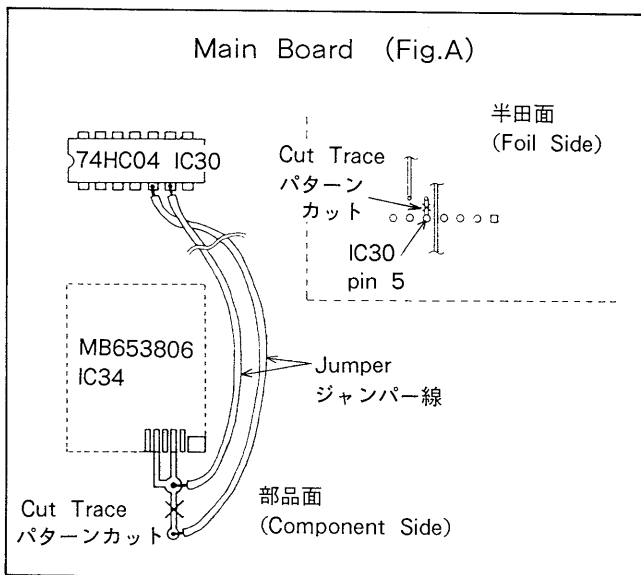 Main Board (Fig.A)
74HC04 IC30
半田面
(Foil Side)
Cut Trace
パターン
カット
IC30
pin 5
MB653806
IC34
Jumper
ジャンパー線
Cut Trace
パターンカット
部品面
(Component Side)